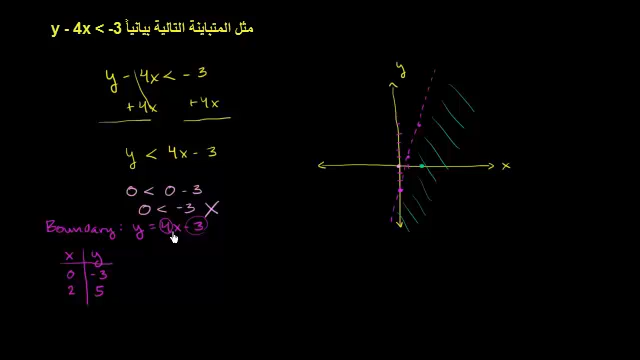 مثل المتباينة التالية بيانياً y - 4x < -3
y - 4x < - 3
+4x +4x
y < 4x - 3
0 < 0 - 3
0 < -3 X
Boundary: y = 4x - 3
x y
0 -3
2 5
y
x